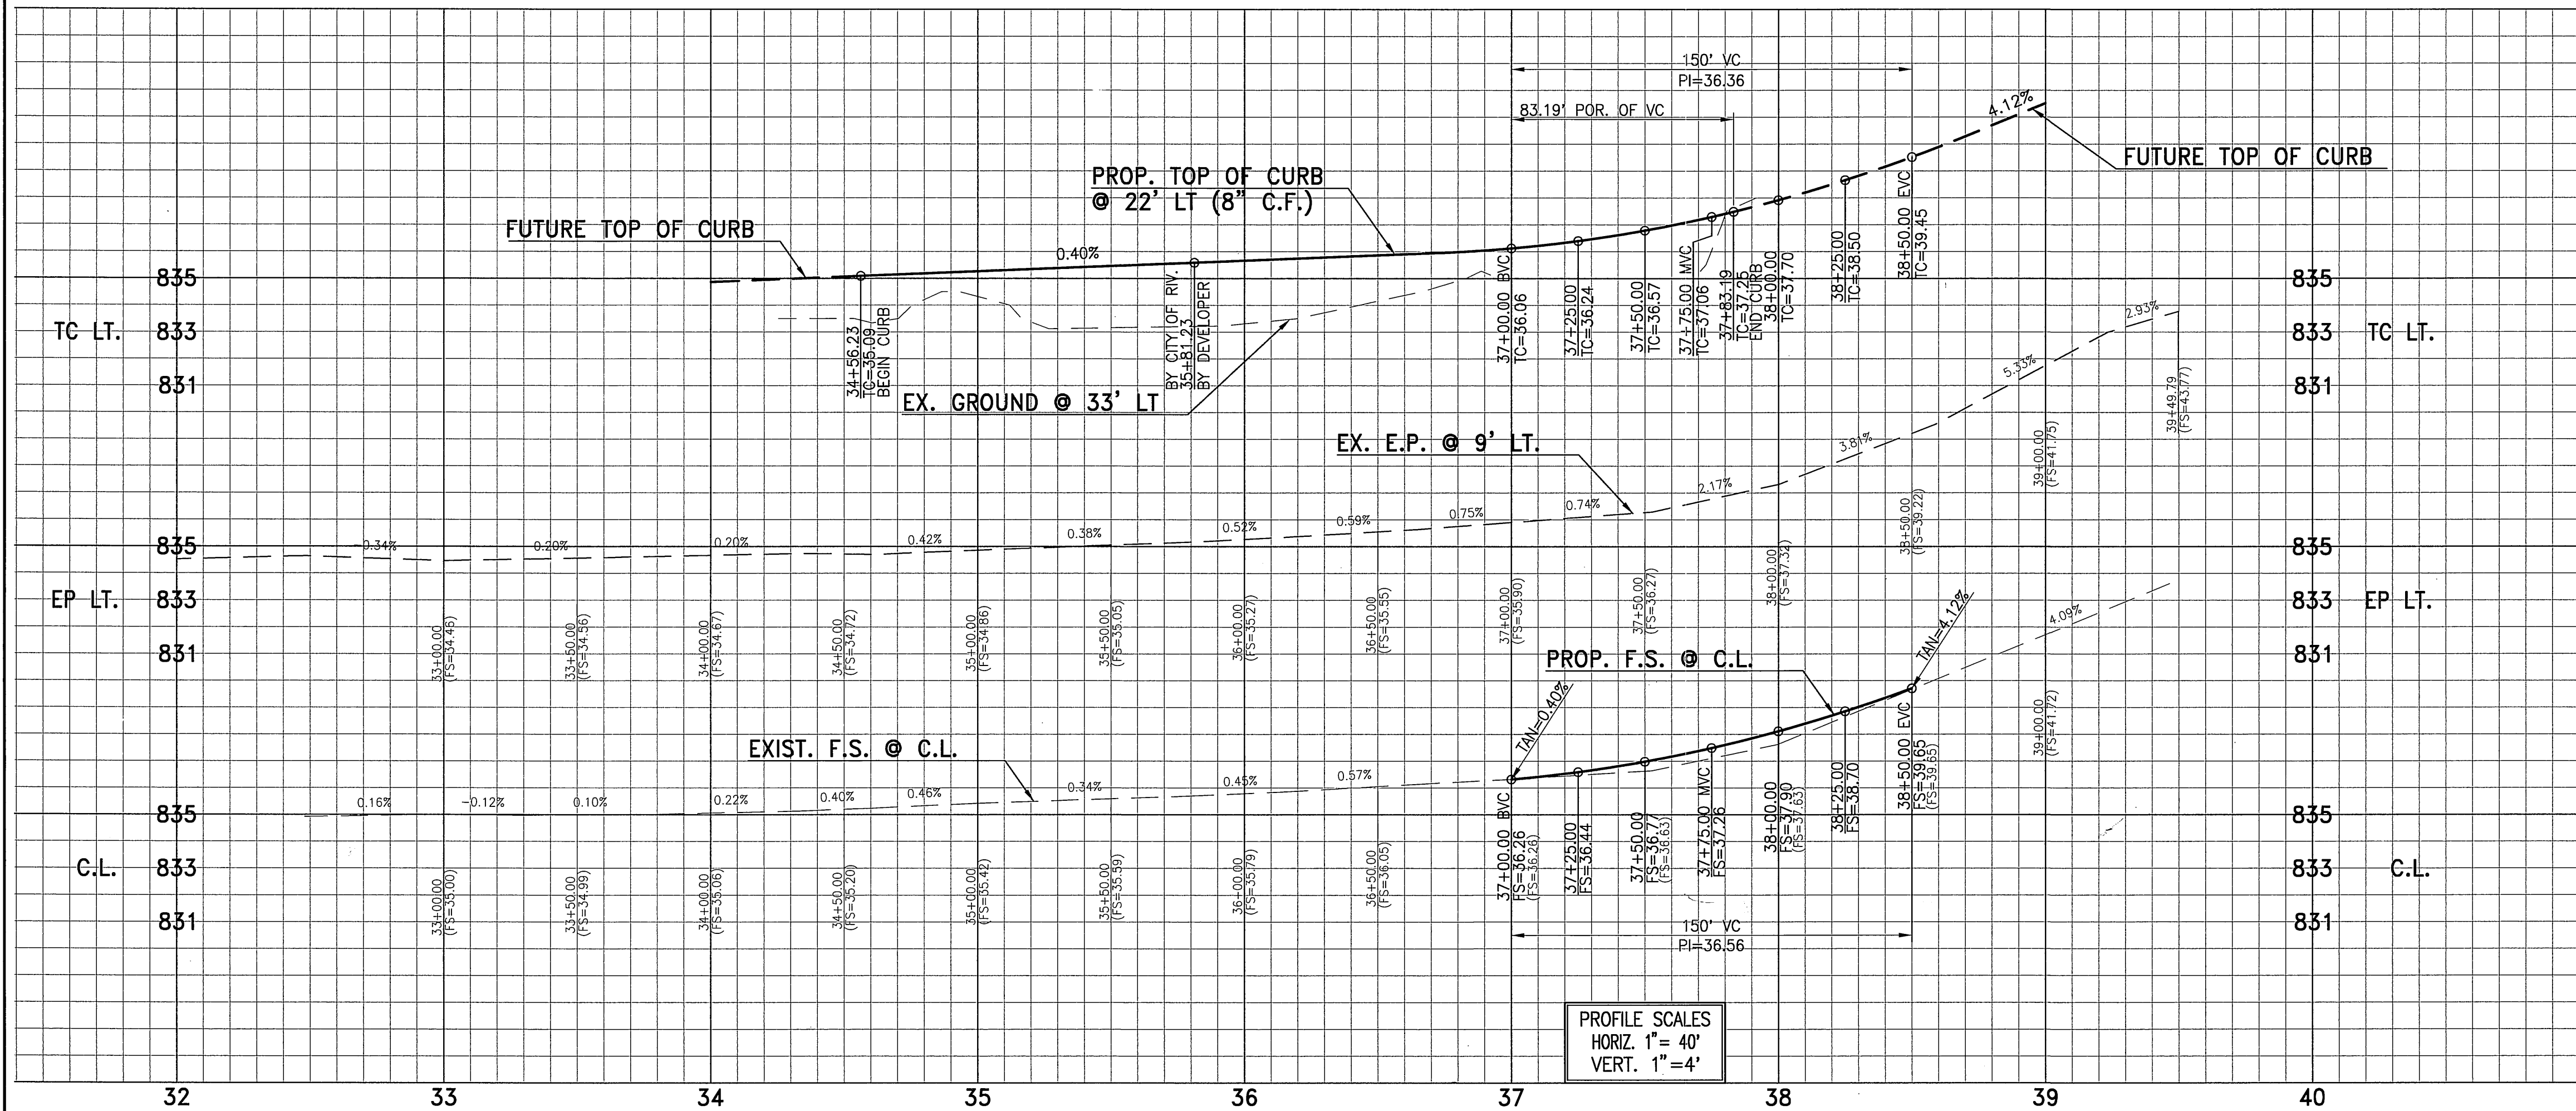 150' VC
PI=36.36
83.19' POR. OF VC
4.12%
FUTURE TOP OF CURB
PROP. TOP OF CURB
@ 22' LT (8" C.F.)
FUTURE TOP OF CURB
0.40%
835
835
TC LT.
833
833
TC LT.
831
831
34+56.23
TC=35.09
BEGIN CURB
BY CITY OF RIV.
35+81.23
BY DEVELOPER
37+00.00 BVC
TC=36.06
37+25.00
TC=36.24
37+50.00
TC=36.57
37+75.00 MVC
TC=37.06
37+83.19
TC=37.25
END CURB
38+00.00
TC=37.70
38+25.00
TC=38.50
38+50.00 EVC
TC=39.45
EX. GROUND @ 33' LT
EX. E.P. @ 9' LT.
-0.34%
0.20%
0.20%
0.42%
0.38%
0.52%
0.59%
0.75%
0.74%
2.17%
3.81%
5.33%
2.93%
835
835
EP LT.
833
833
EP LT.
831
831
33+00.00
(FS=34.46)
33+50.00
(FS=34.56)
34+00.00
(FS=34.67)
34+50.00
(FS=34.72)
35+00.00
(FS=34.86)
35+50.00
(FS=35.05)
36+00.00
(FS=35.27)
36+50.00
(FS=35.55)
37+00.00
(FS=35.90)
37+50.00
(FS=36.27)
38+00.00
(FS=37.32)
38+50.00
(FS=39.22)
39+00.00
(FS=41.75)
39+49.79
(FS=43.77)
PROP. F.S. @ C.L.
TAN=0.40%
TAN=4.12%
4.09%
EXIST. F.S. @ C.L.
0.16%
-0.12%
0.10%
0.22%
0.40%
0.46%
0.34%
0.45%
0.57%
835
835
C.L.
833
833
C.L.
831
831
33+00.00
(FS=35.00)
33+50.00
(FS=34.99)
34+00.00
(FS=35.06)
34+50.00
(FS=35.20)
35+00.00
(FS=35.42)
35+50.00
(FS=35.59)
36+00.00
(FS=35.79)
36+50.00
(FS=36.05)
37+00.00 BVC
FS=36.26
(FS=36.26)
37+25.00
FS=36.44
37+50.00
FS=36.77
(FS=36.63)
37+75.00 MVC
FS=37.26
38+00.00
FS=37.90
(FS=37.63)
38+25.00
FS=38.70
38+50.00 EVC
FS=39.65
(FS=39.65)
39+00.00
(FS=41.72)
150' VC
PI=36.56
PROFILE SCALES
HORIZ. 1"= 40'
VERT. 1"=4'
32 33 34 35 36 37 38 39 40